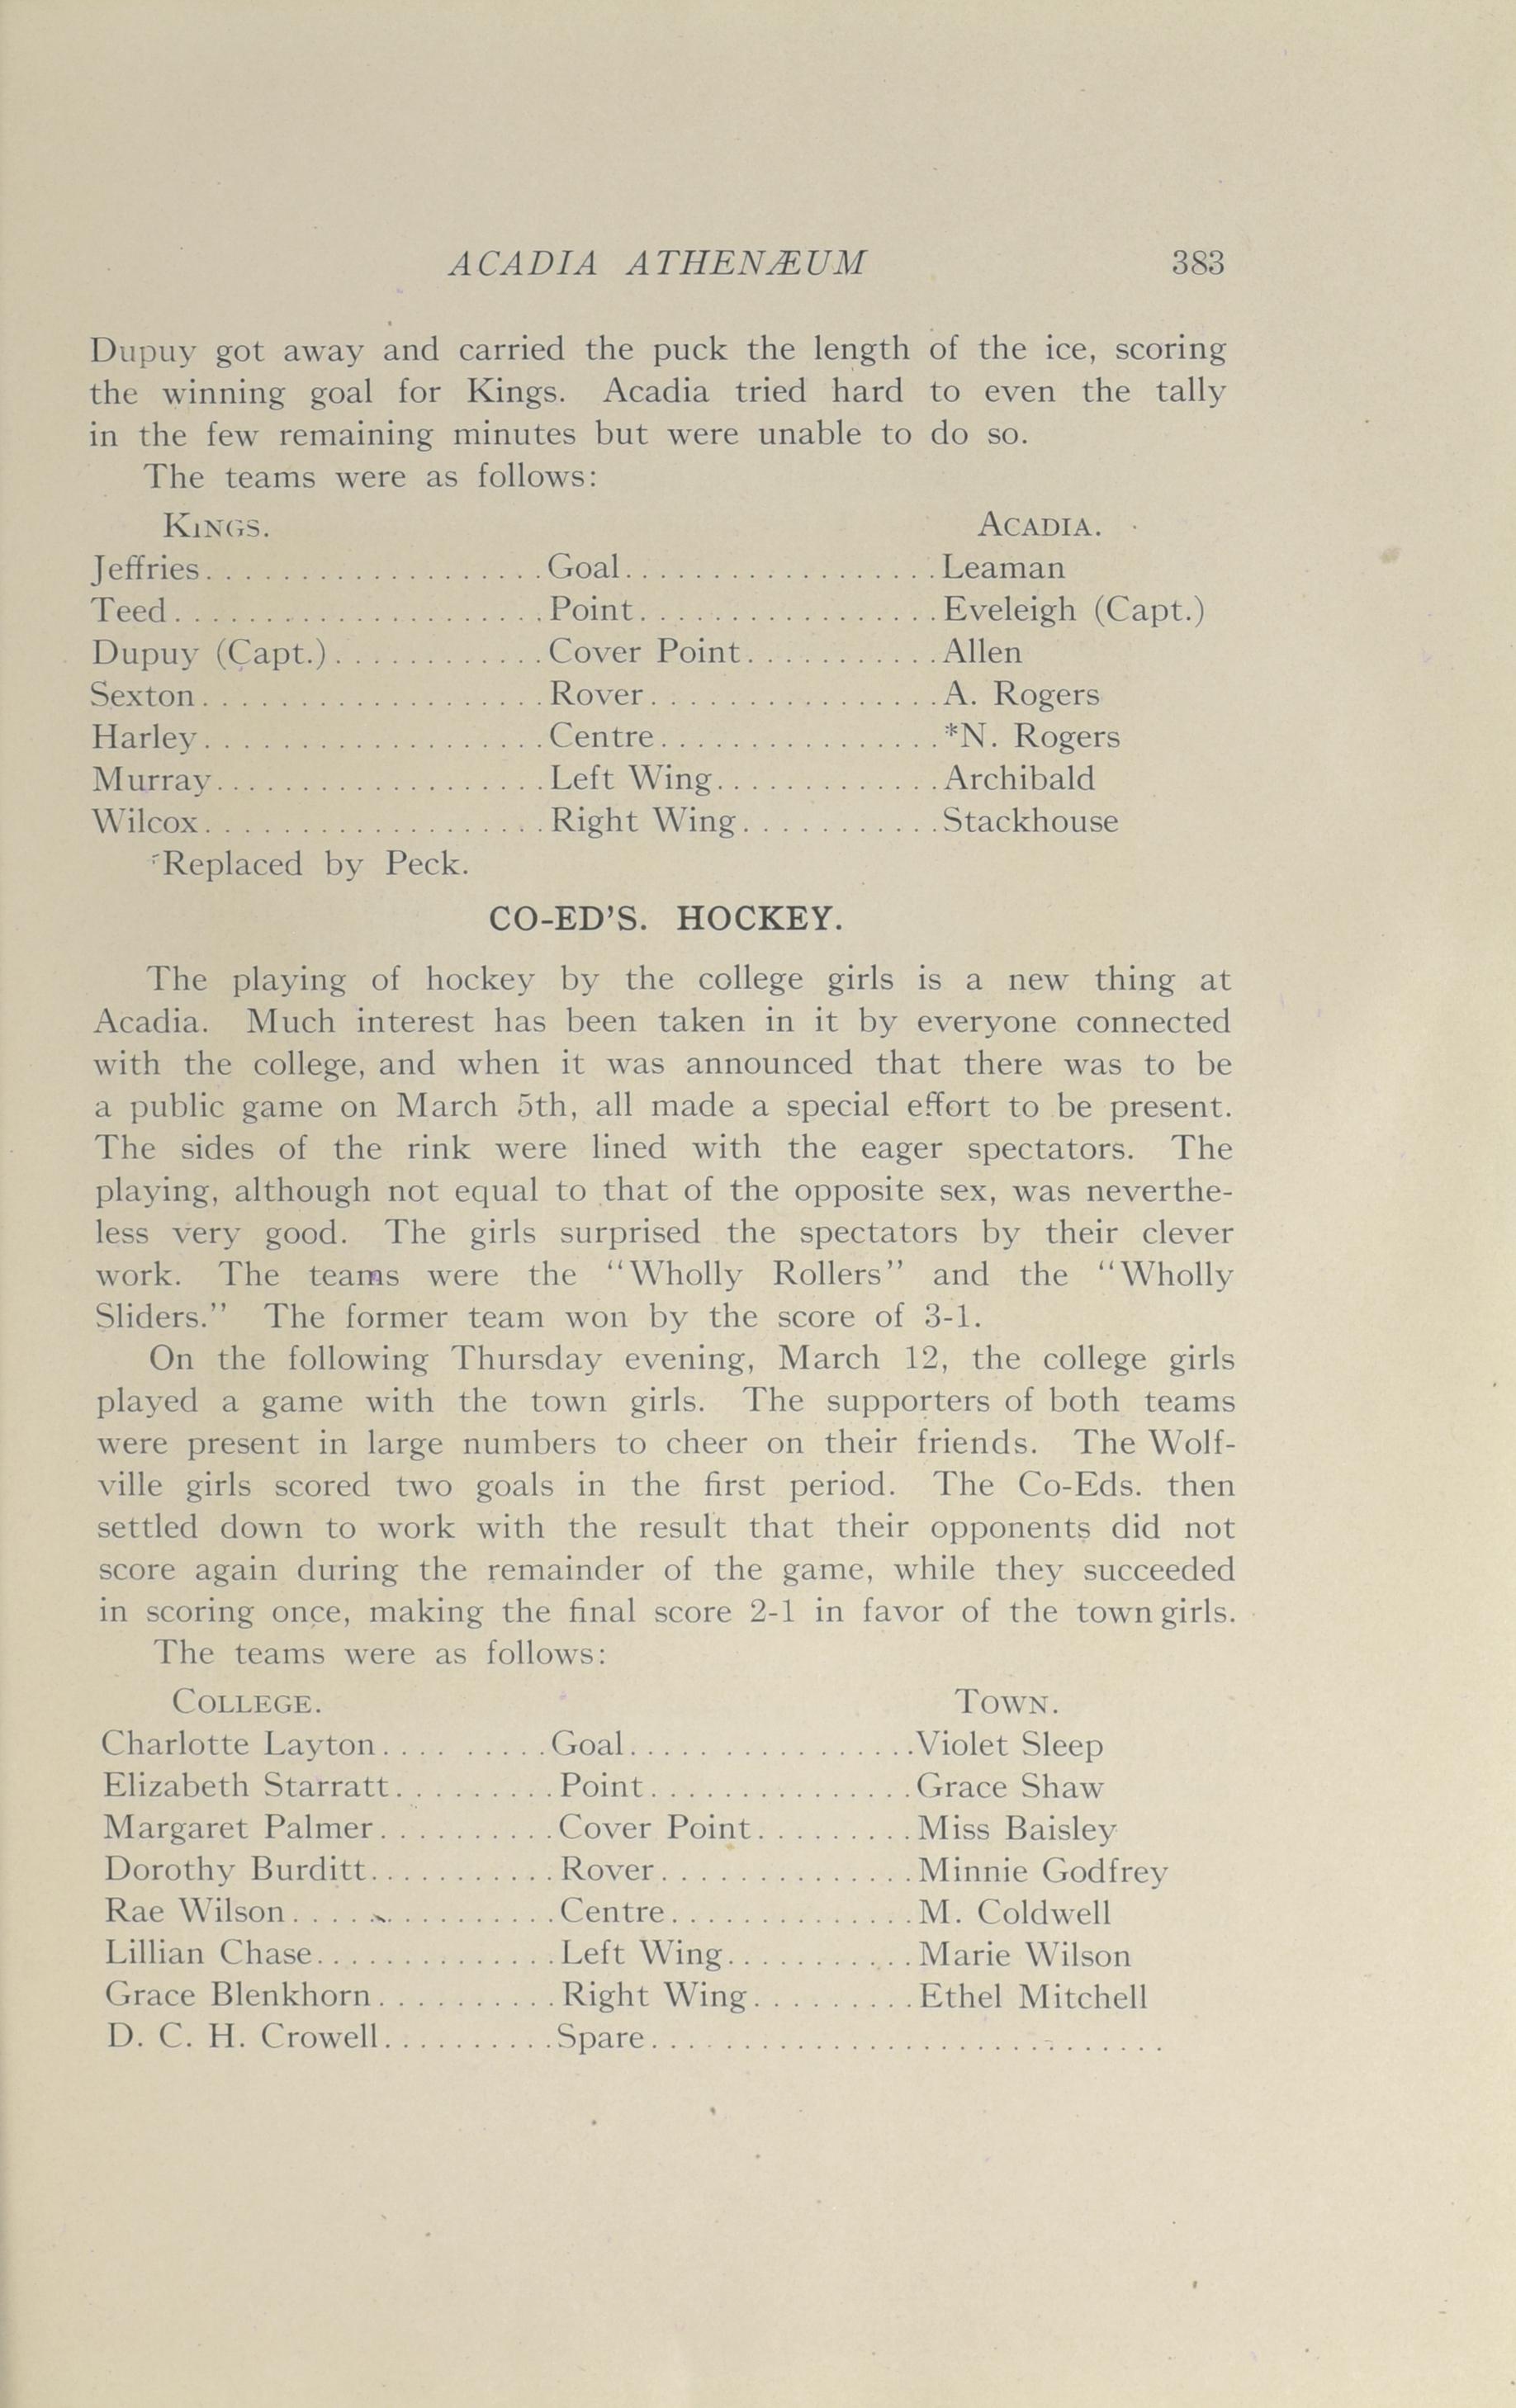 ACADIA ATHENÆUM 383
Dupuy got away and carried the puck the length of the ice, scoring
the winning goal for Kings. Acadia tried hard to even the tally
in the few remaining minutes but were unable to do so.
The teams were as follows:
KINGS. ACADIA.
Jeffries...................Goal..................Leaman
Teed.....................Point.................Eveleigh (Capt.)
Dupuy (Capt.)............Cover Point...........Allen
Sexton...................Rover................A. Rogers
Harley...................Centre................*N. Rogers
Murray...................Left Wing.............Archibald
Wilcox...................Right Wing...........Stackhouse
*Replaced by Peck.
CO-ED'S. HOCKEY.
The playing of hockey by the college girls is a new thing at
Acadia. Much interest has been taken in it by everyone connected
with the college, and when it was announced that there was to be
a public game on March 5th, all made a special effort to be present.
The sides of the rink were lined with the eager spectators. The
playing, although not equal to that of the opposite sex, was neverthe-
less very good. The girls surprised the spectators by their clever
work. The teams were the "Wholly Rollers" and the "Wholly
Sliders." The former team won by the score of 3-1.
On the following Thursday evening, March 12, the college girls
played a game with the town girls. The supporters of both teams
were present in large numbers to cheer on their friends. The Wolf-
ville girls scored two goals in the first period. The Co-Eds. then
settled down to work with the result that their opponents did not
score again during the remainder of the game, while they succeeded
in scoring once, making the final score 2-1 in favor of the town girls.
The teams were as follows:
COLLEGE. TOWN.
Charlotte Layton..........Goal................Violet Sleep
Elizabeth Starratt.........Point...............Grace Shaw
Margaret Palmer..........Cover Point.........Miss Baisley
Dorothy Burditt...........Rover..............Minnie Godfrey
Rae Wilson...............Centre..............M. Coldwell
Lillian Chase..............Left Wing...........Marie Wilson
Grace Blenkhorn..........Right Wing.........Ethel Mitchell
D. C. H. Crowell..........Spare.............................